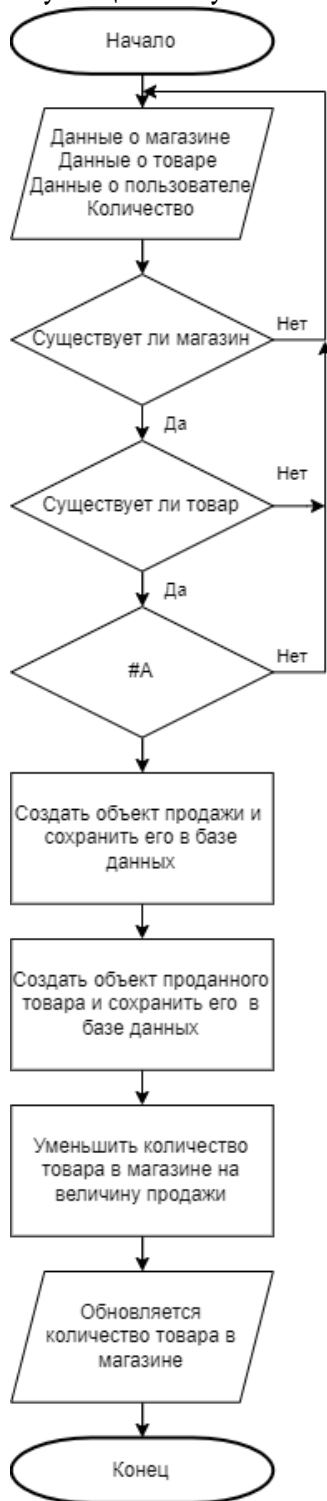 Начало
Данные о магазине
Данные о товаре
Данные о пользователе
Количество
Существует ли магазин
Нет
Да
Существует ли товар
Нет
Да
#А
Нет
Создать объект продажи и
сохранить его в базе
данных
Создать объект проданного
товара и сохранить его в
базе данных
Уменьшить количество
товара в магазине на
величину продажи
Обновляется
количество товара в
магазине
Конец